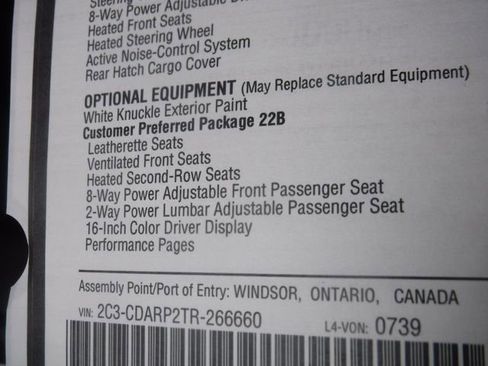 Steering
8-Way Power Adjustable
Heated Front Seats
Heated Steering Wheel
Active Noise-Control System
Rear Hatch Cargo Cover
OPTIONAL EQUIPMENT (May Replace Standard Equipment)
White Knuckle Exterior Paint
Customer Preferred Package 22B
Leatherette Seats
Ventilated Front Seats
Heated Second-Row Seats
8-Way Power Adjustable Front Passenger Seat
2-Way Power Lumbar Adjustable Passenger Seat
16-Inch Color Driver Display
Performance Pages
Assembly Point/Port of Entry: WINDSOR, ONTARIO, CANADA
VIN: 2C3-CDARP2TR-266660 L4-VON: 0739